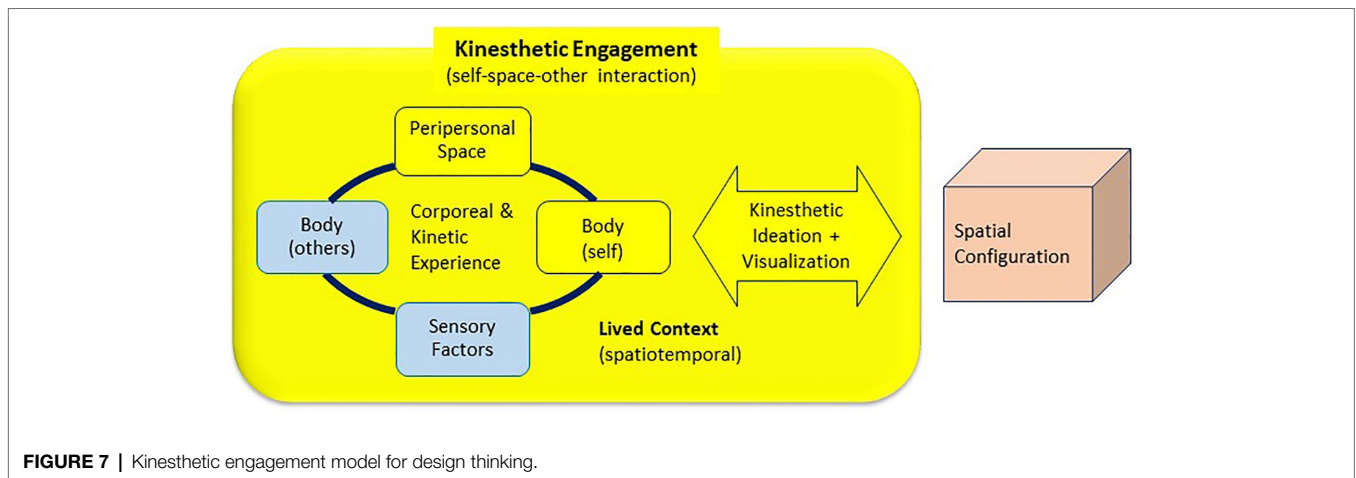 Kinesthetic Engagement
(self-space-other interaction)
Peripersonal
Space
Body
(others)
Corporeal &
Kinetic
Experience
Body
(self)
Sensory
Factors
Lived Context
(spatiotemporal)
Kinesthetic
Ideation +
Visualization
Spatial
Configuration
FIGURE 7 | Kinesthetic engagement model for design thinking.